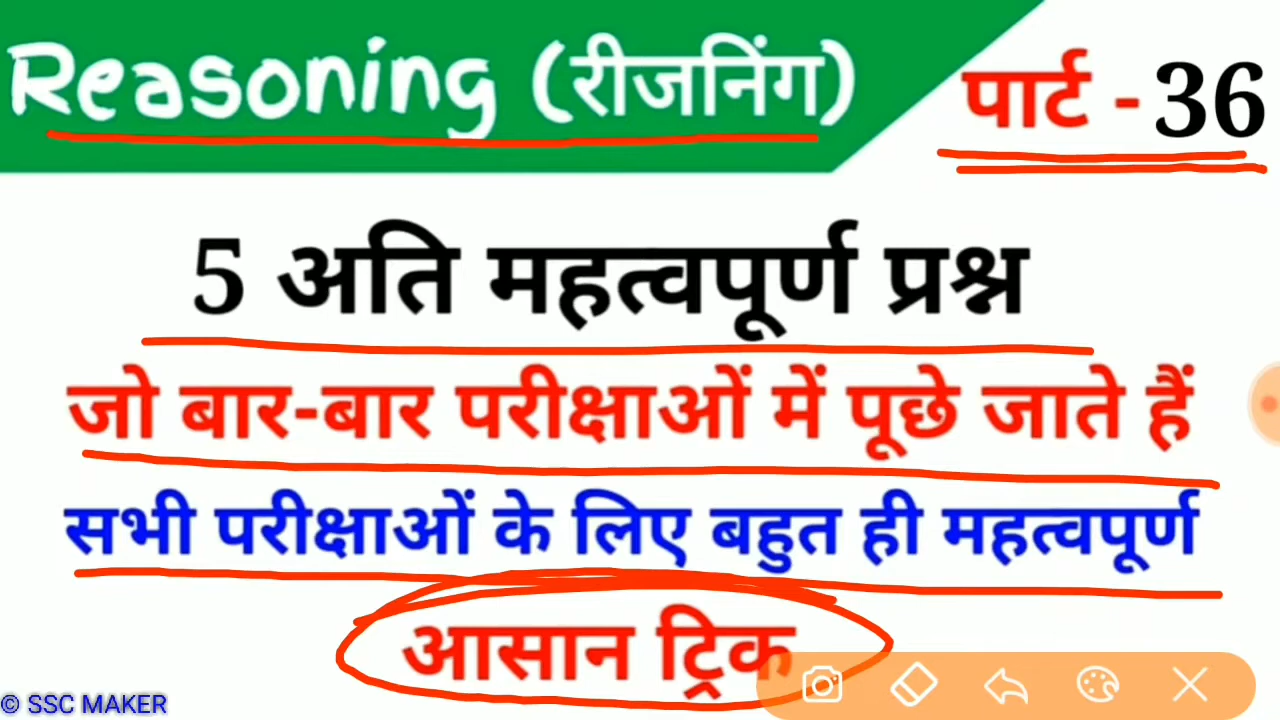 Reasoning (रीजनिंग)
पार्ट - 36
5 अति महत्वपूर्ण प्रश्न
जो बार-बार परीक्षाओं में पूछे जाते हैं
सभी परीक्षाओं के लिए बहुत ही महत्वपूर्ण
आसान ट्रिक
© SSC MAKER